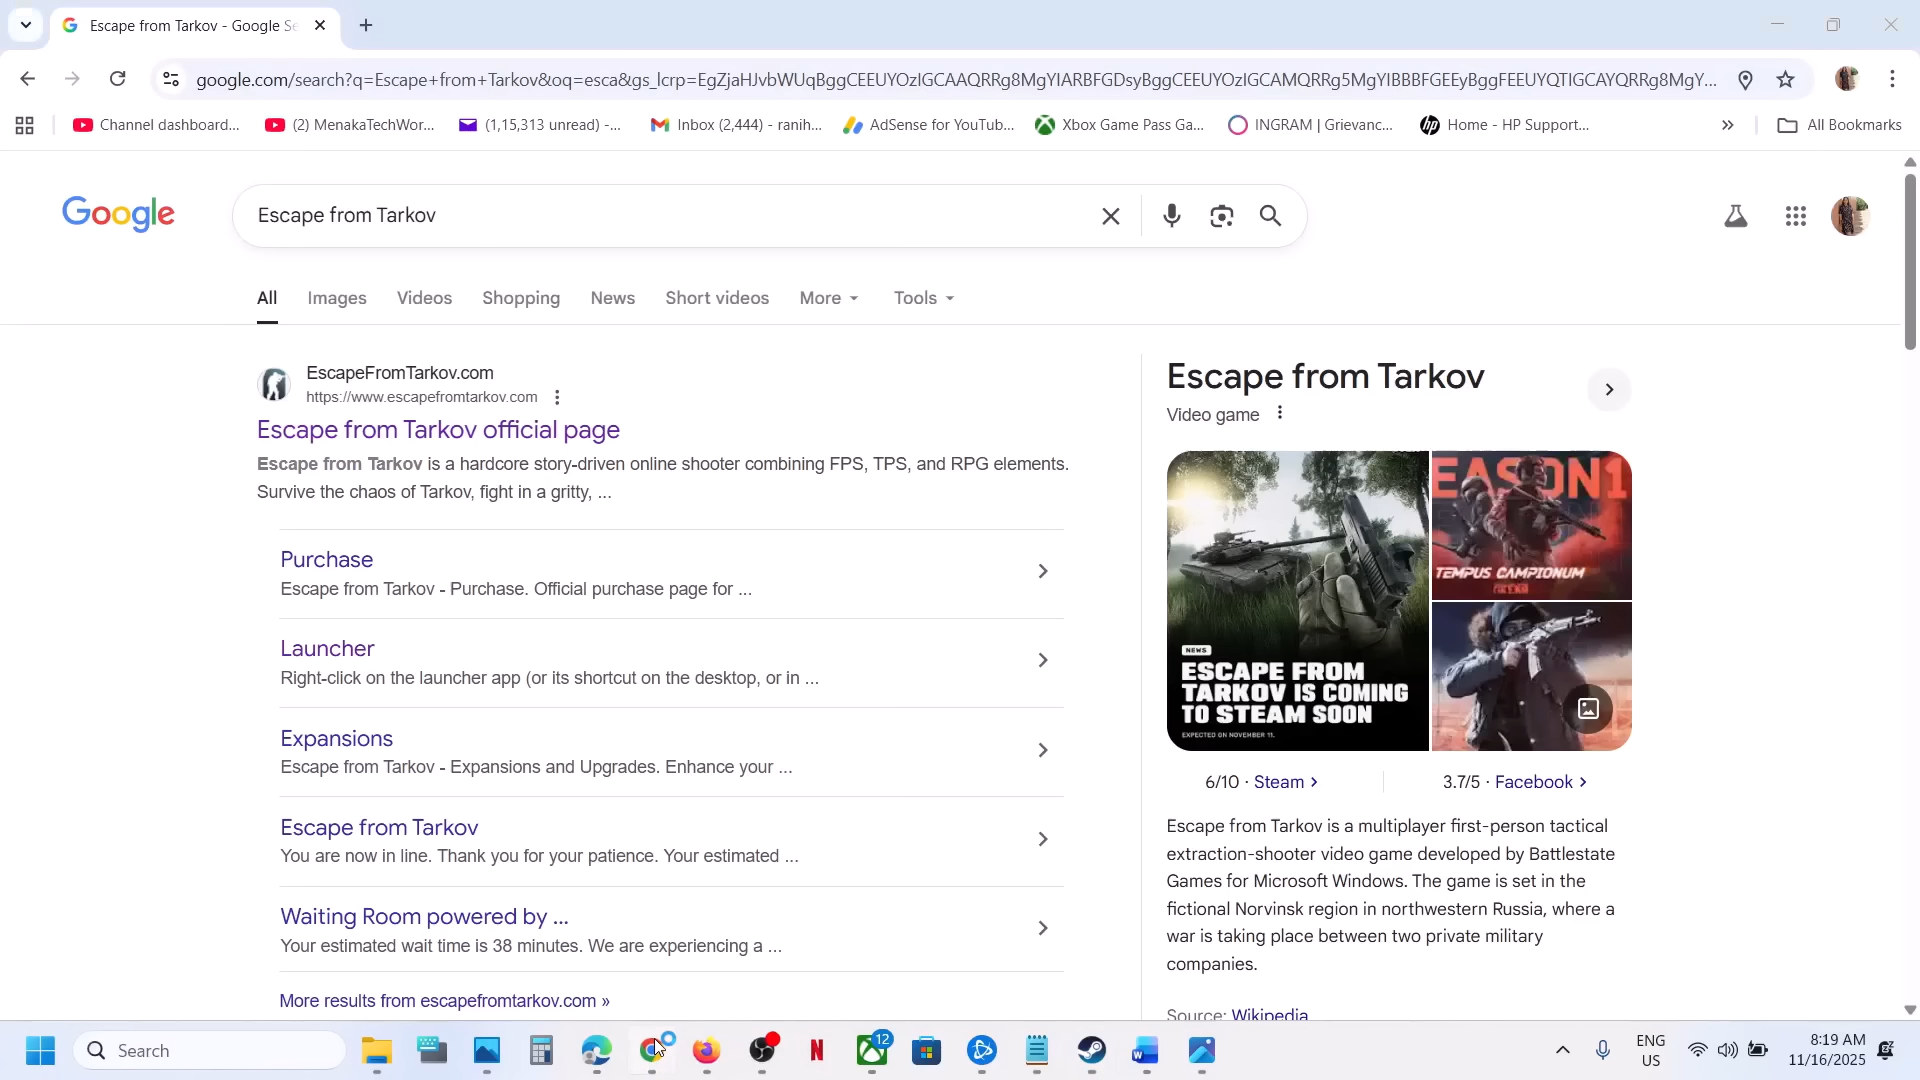 Escape from Tarkov - Google Se
google.com/search?q=Escape+from+Tarkov&oq=esca&gs_lcrp=EgZjaHJvbWUqBggCEEUYOzIGCAAQRRg8MgYIARBFGDsyBggCEEUYOzIGCAMQRRg5MgYIBBBFGEEyBggFEEUYQTIGCAYQRRg8MgY...
Channel dashboard...
(2) MenakaTechWor...
(1,15,313 unread) -...
Inbox (2,444) - ranih...
AdSense for YouTub...
Xbox Game Pass Ga...
INGRAM | Grievanc...
Home - HP Support...
All Bookmarks
Google
Escape from Tarkov
All
Images
Videos
Shopping
News
Short videos
More
Tools
EscapeFromTarkov.com
https://www.escapefromtarkov.com
Escape from Tarkov official page
Escape from Tarkov is a hardcore story-driven online shooter combining FPS, TPS, and RPG elements.
Survive the chaos of Tarkov, fight in a gritty, ...
Purchase
Escape from Tarkov - Purchase. Official purchase page for ...
Launcher
Right-click on the launcher app (or its shortcut on the desktop, or in ...
Expansions
Escape from Tarkov - Expansions and Upgrades. Enhance your ...
Escape from Tarkov
You are now in line. Thank you for your patience. Your estimated ...
Waiting Room powered by ...
Your estimated wait time is 38 minutes. We are experiencing a ...
More results from escapefromtarkov.com »
Escape from Tarkov
Video game
NEWS
ESCAPE FROM
TARKOV IS COMING
TO STEAM SOON
EXPECTED ON NOVEMBER 11.
EASON1
TEMPUS CAMPIONUM
6/10 · Steam
3.7/5 · Facebook
Escape from Tarkov is a multiplayer first-person tactical
extraction-shooter video game developed by Battlestate
Games for Microsoft Windows. The game is set in the
fictional Norvinsk region in northwestern Russia, where a
war is taking place between two private military
companies.
Source: Wikipedia
Search
12
ENG
US
8:19 AM
11/16/2025